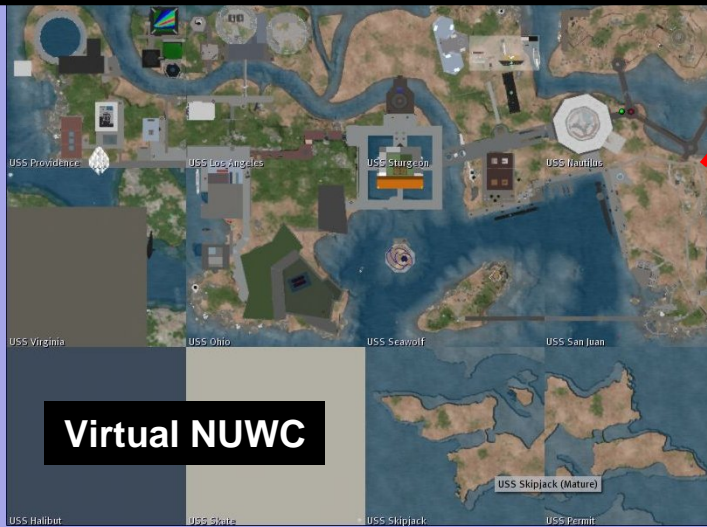 USS Providence
USS Los Angeles
USS Sturgeon
USS Nautilus
USS Virginia
USS Ohio
USS Seawolf
USS San Juan
Virtual NUWC
USS Skipjack (Mature)
USS Halibut
USS Skate
USS Skipjack
USS Permit